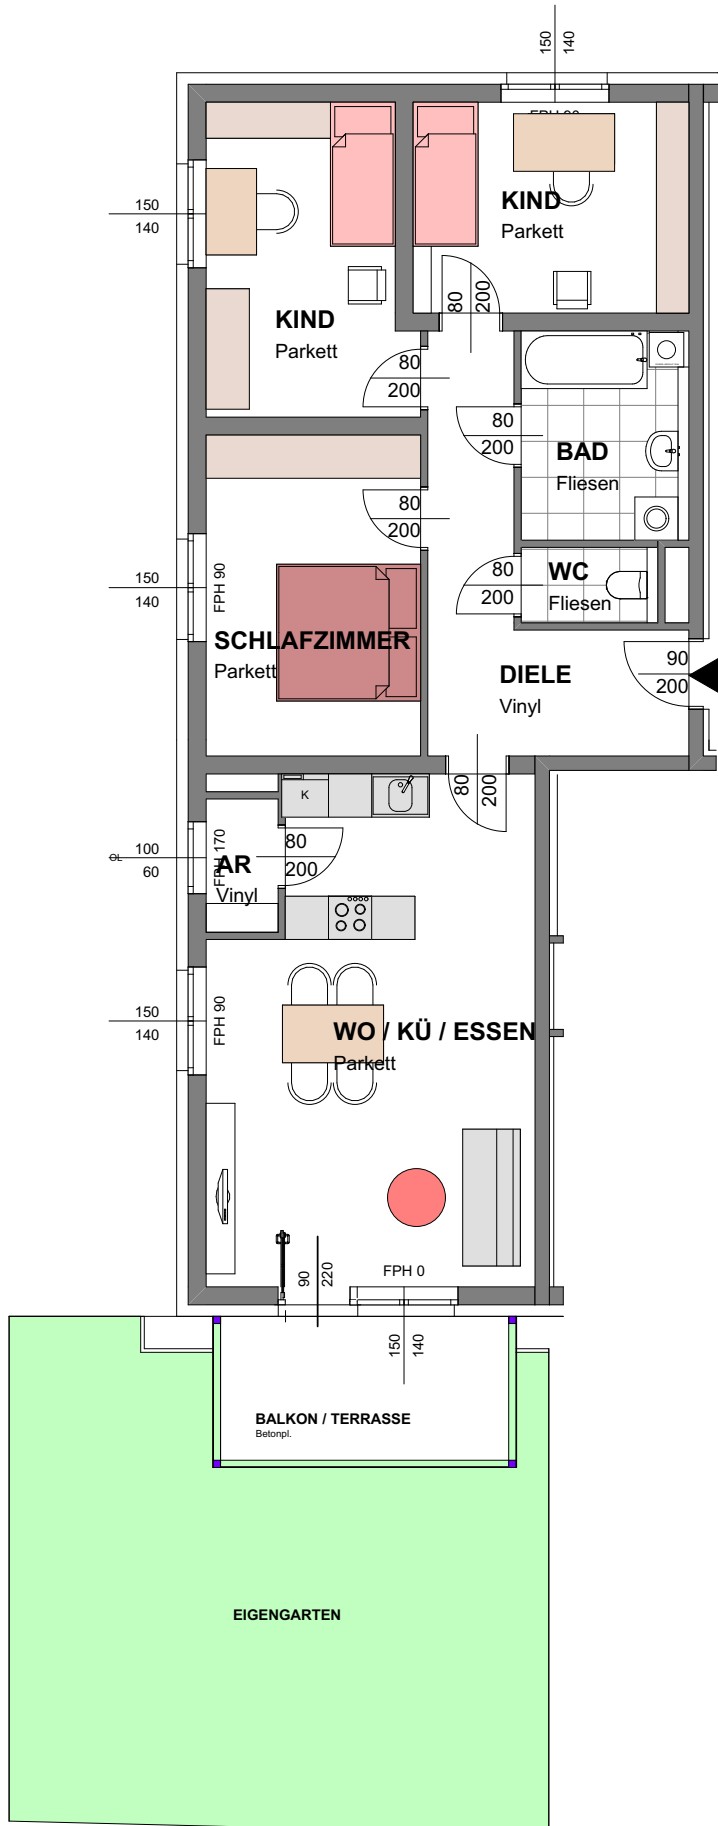 150
140
KIND
Parkett
80
200
150
140
KIND
Parkett
80
200
80
200
BAD
Fliesen
80
200
150
140
FPH 90
SCHLAFZIMMER
Parkett
80
200
WC
Fliesen
DIELE
Vinyl
90
200
80
200
K
OL
100
60
FPH 170
AR
Vinyl
80
200
150
140
FPH 90
WO / KÜ / ESSEN
Parkett
90
220
FPH 0
150
140
BALKON / TERRASSE
Betonpl.
EIGENGARTEN